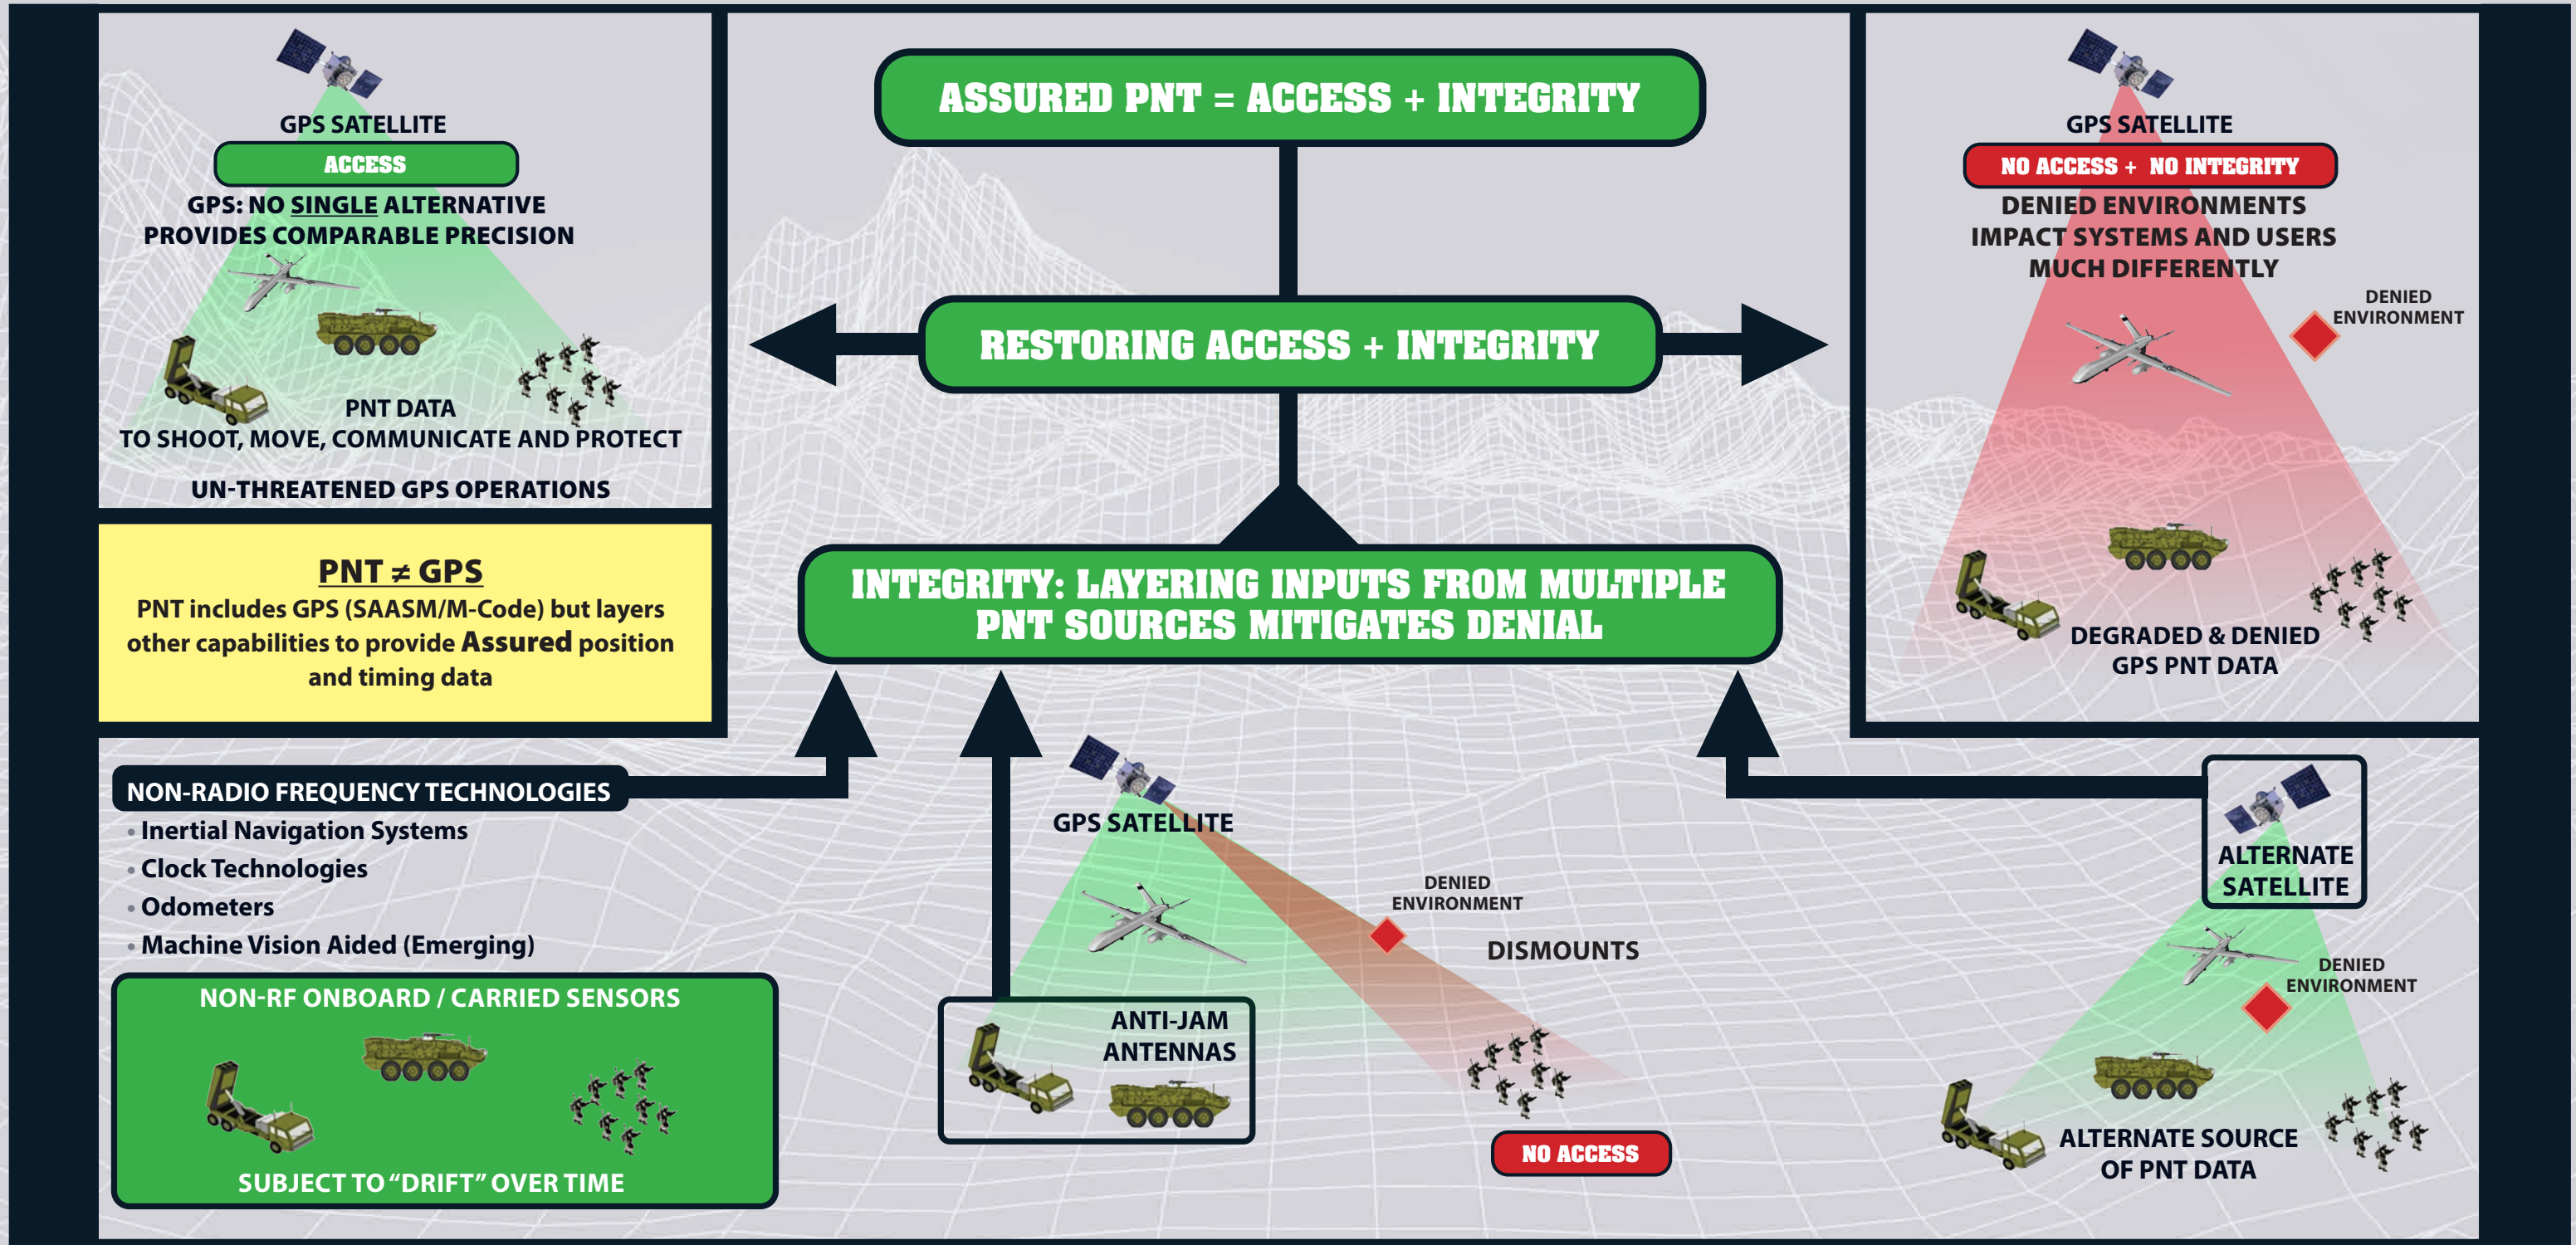 GPS SATELLITE
ACCESS
GPS: NO SINGLE ALTERNATIVE
PROVIDES COMPARABLE PRECISION
PNT DATA
TO SHOOT, MOVE, COMMUNICATE AND PROTECT
UN-THREATENED GPS OPERATIONS
PNT ≠ GPS
PNT includes GPS (SAASM/M-Code) but layers
other capabilities to provide Assured position
and timing data
ASSURED PNT = ACCESS + INTEGRITY
RESTORING ACCESS + INTEGRITY
INTEGRITY: LAYERING INPUTS FROM MULTIPLE
PNT SOURCES MITIGATES DENIAL
GPS SATELLITE
NO ACCESS + NO INTEGRITY
DENIED ENVIRONMENTS
IMPACT SYSTEMS AND USERS
MUCH DIFFERENTLY
DENIED
ENVIRONMENT
DEGRADED & DENIED
GPS PNT DATA
NON-RADIO FREQUENCY TECHNOLOGIES
• Inertial Navigation Systems
• Clock Technologies
• Odometers
• Machine Vision Aided (Emerging)
NON-RF ONBOARD / CARRIED SENSORS
SUBJECT TO “DRIFT” OVER TIME
GPS SATELLITE
DENIED
ENVIRONMENT
DISMOUNTS
ANTI-JAM
ANTENNAS
NO ACCESS
ALTERNATE
SATELLITE
DENIED
ENVIRONMENT
ALTERNATE SOURCE
OF PNT DATA